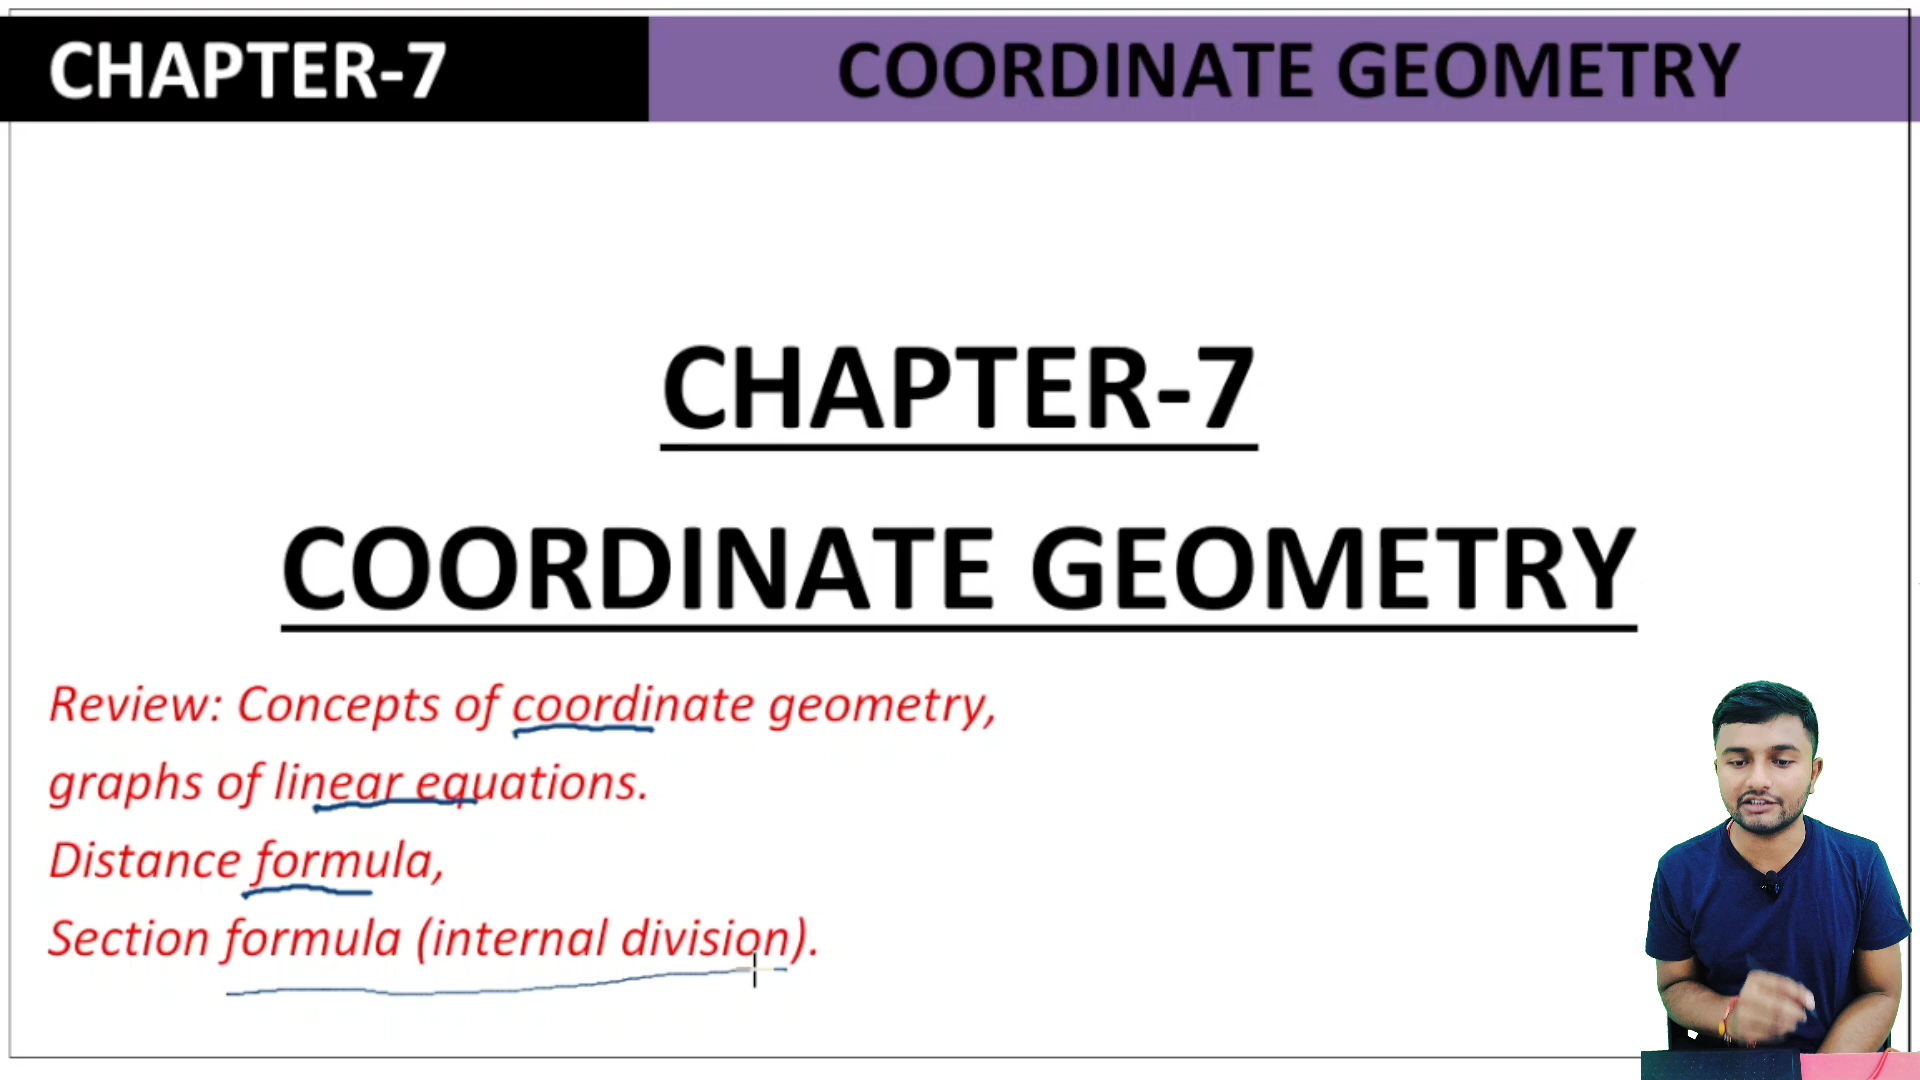 CHAPTER-7
COORDINATE GEOMETRY
CHAPTER-7
COORDINATE GEOMETRY
Review: Concepts of coordinate geometry,
graphs of linear equations.
Distance formula,
Section formula (internal division).